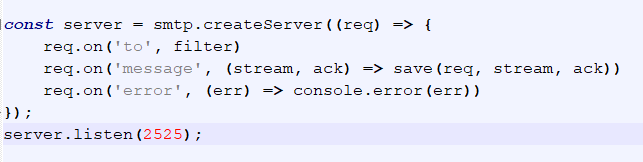 const server = smtp.createServer((req) => {
    req.on('to', filter)
    req.on('message', (stream, ack) => save(req, stream, ack))
    req.on('error', (err) => console.error(err))
});
server.listen(2525);